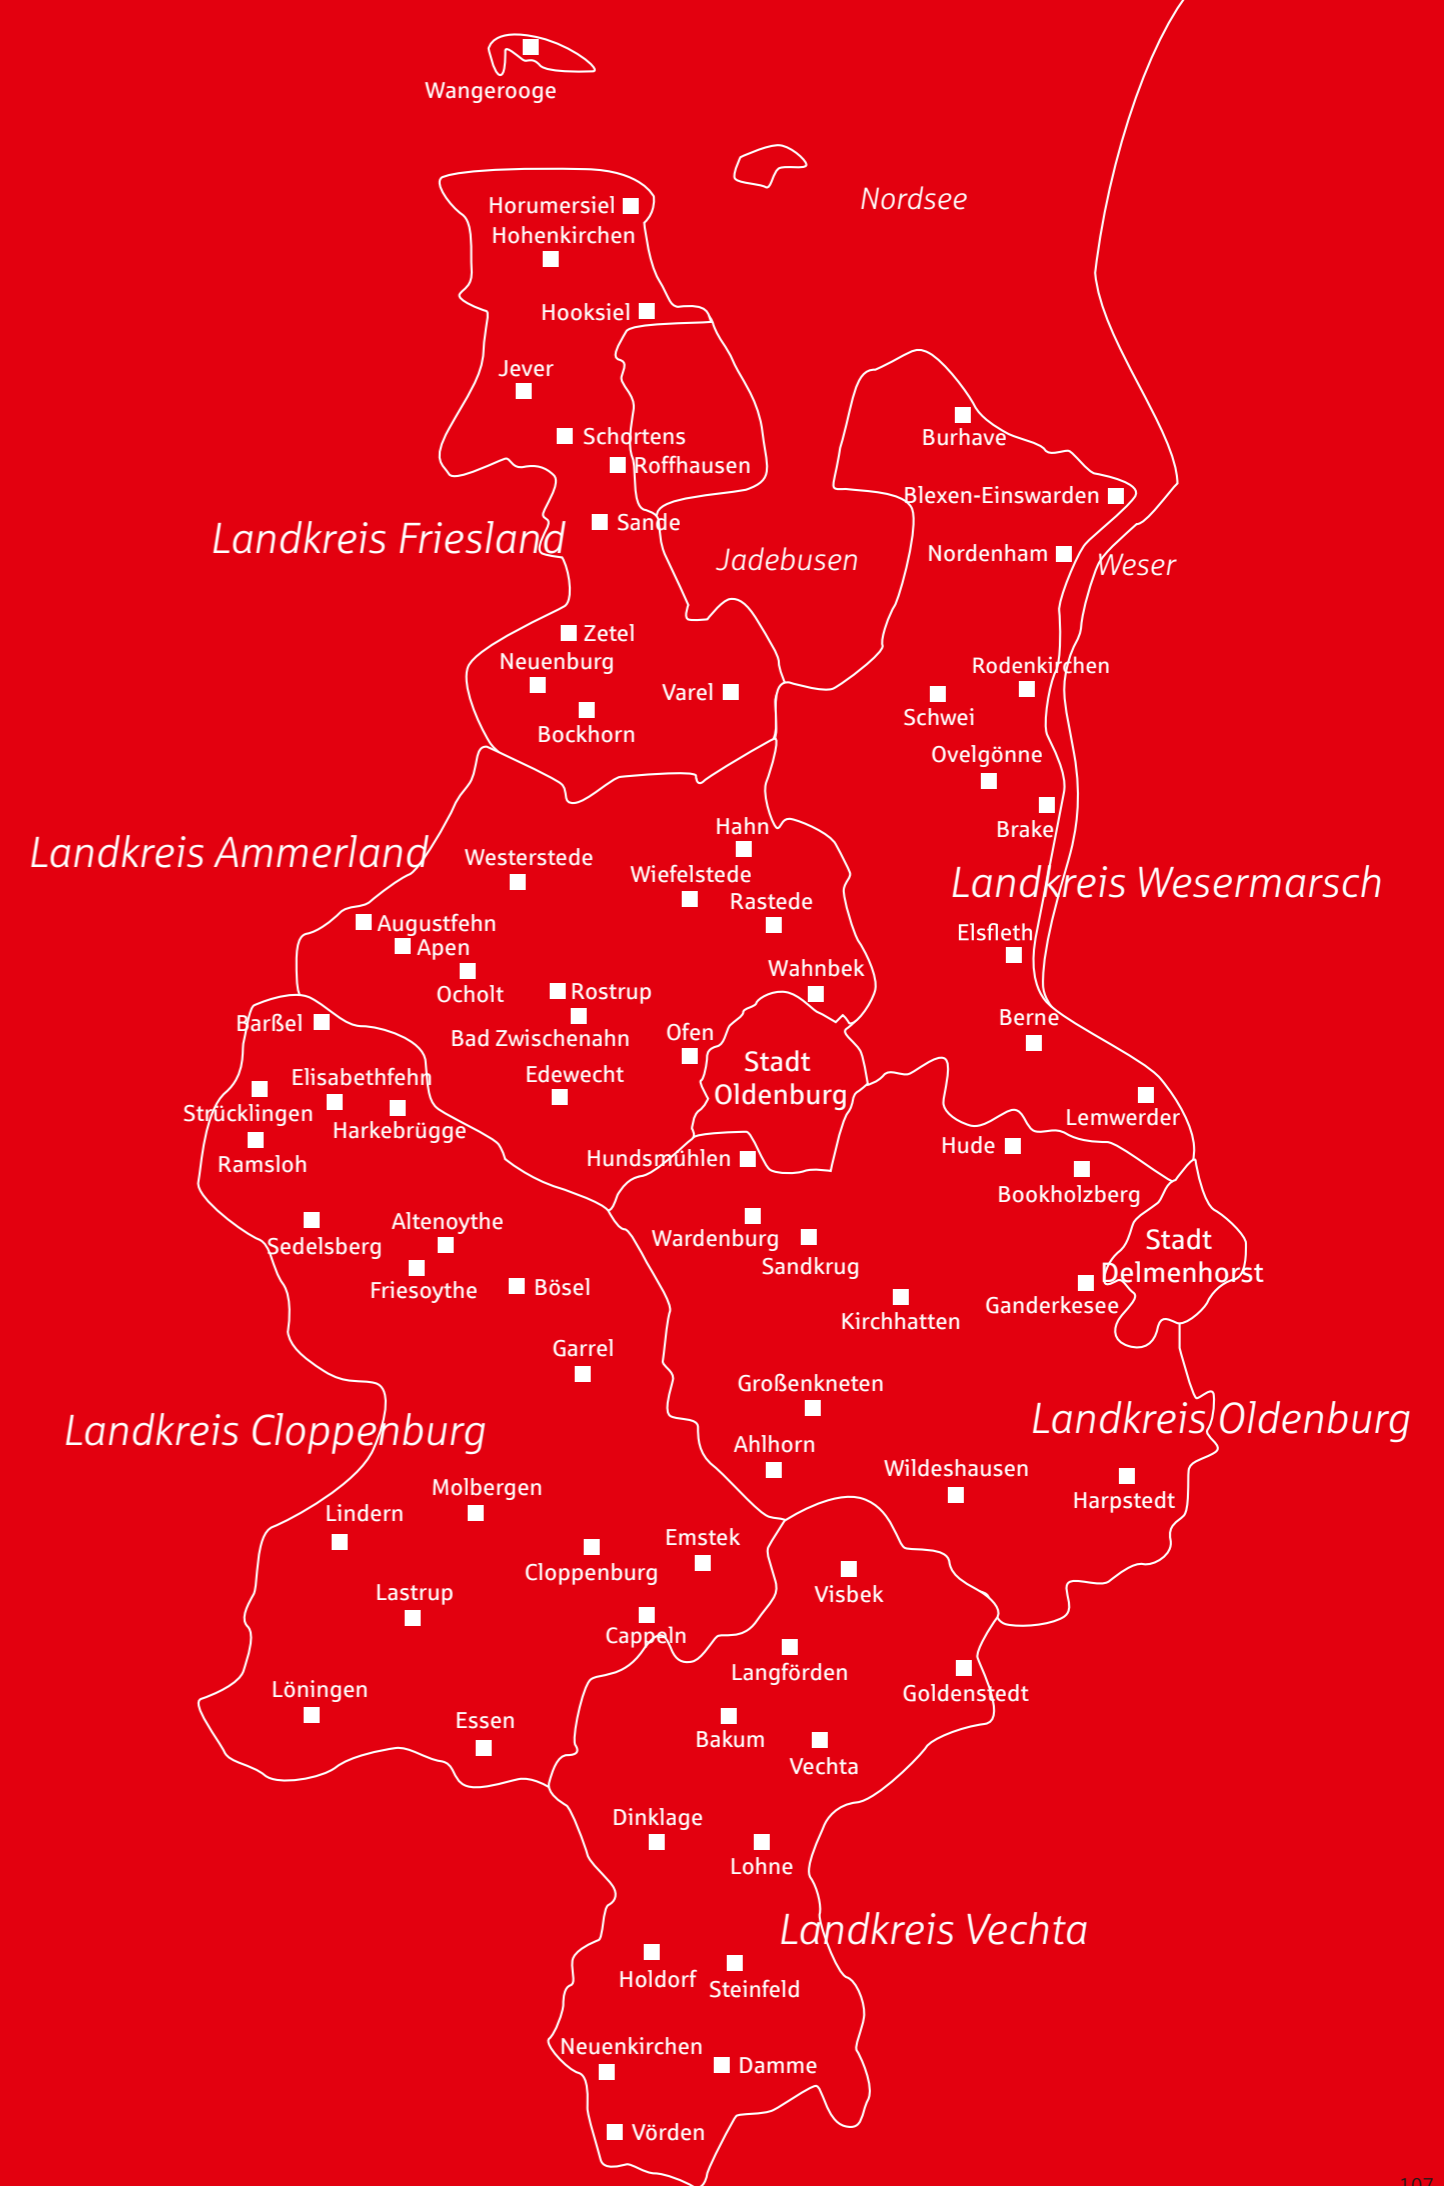 Wangerooge
Nordsee
Horumersiel
Hohenkirchen
Hooksiel
Jever
Schortens
Roffhausen
Burhave
Blexen-Einswarden
Sande
Landkreis Friesland
Jadebusen
Nordenham
Weser
Zetel
Neuenburg
Varel
Bockhorn
Rodenkirchen
Schwei
Ovelgönne
Brake
Hahn
Landkreis Ammerland
Westerstede
Wiefelstede
Rastede
Landkreis Wesermarsch
Augustfehn
Apen
Elsfleth
Wahnbek
Ocholt
Rostrup
Bad Zwischenahn
Ofen
Berne
Barßel
Stadt
Oldenburg
Elisabethfehn
Edewecht
Strücklingen
Harkebrügge
Lemwerder
Ramsloh
Hundsmühlen
Hude
Bookholzberg
Altenoythe
Sedelsberg
Wardenburg
Sandkrug
Stadt
Delmenhorst
Friesoythe
Bösel
Ganderkesee
Kirchhatten
Garrel
Großenkneten
Landkreis Cloppenburg
Landkreis Oldenburg
Ahlhorn
Wildeshausen
Molbergen
Harpstedt
Lindern
Emstek
Cloppenburg
Lastrup
Visbek
Cappeln
Langförden
Löningen
Goldenstedt
Essen
Bakum
Vechta
Dinklage
Lohne
Landkreis Vechta
Holdorf
Steinfeld
Neuenkirchen
Damme
Vörden
107